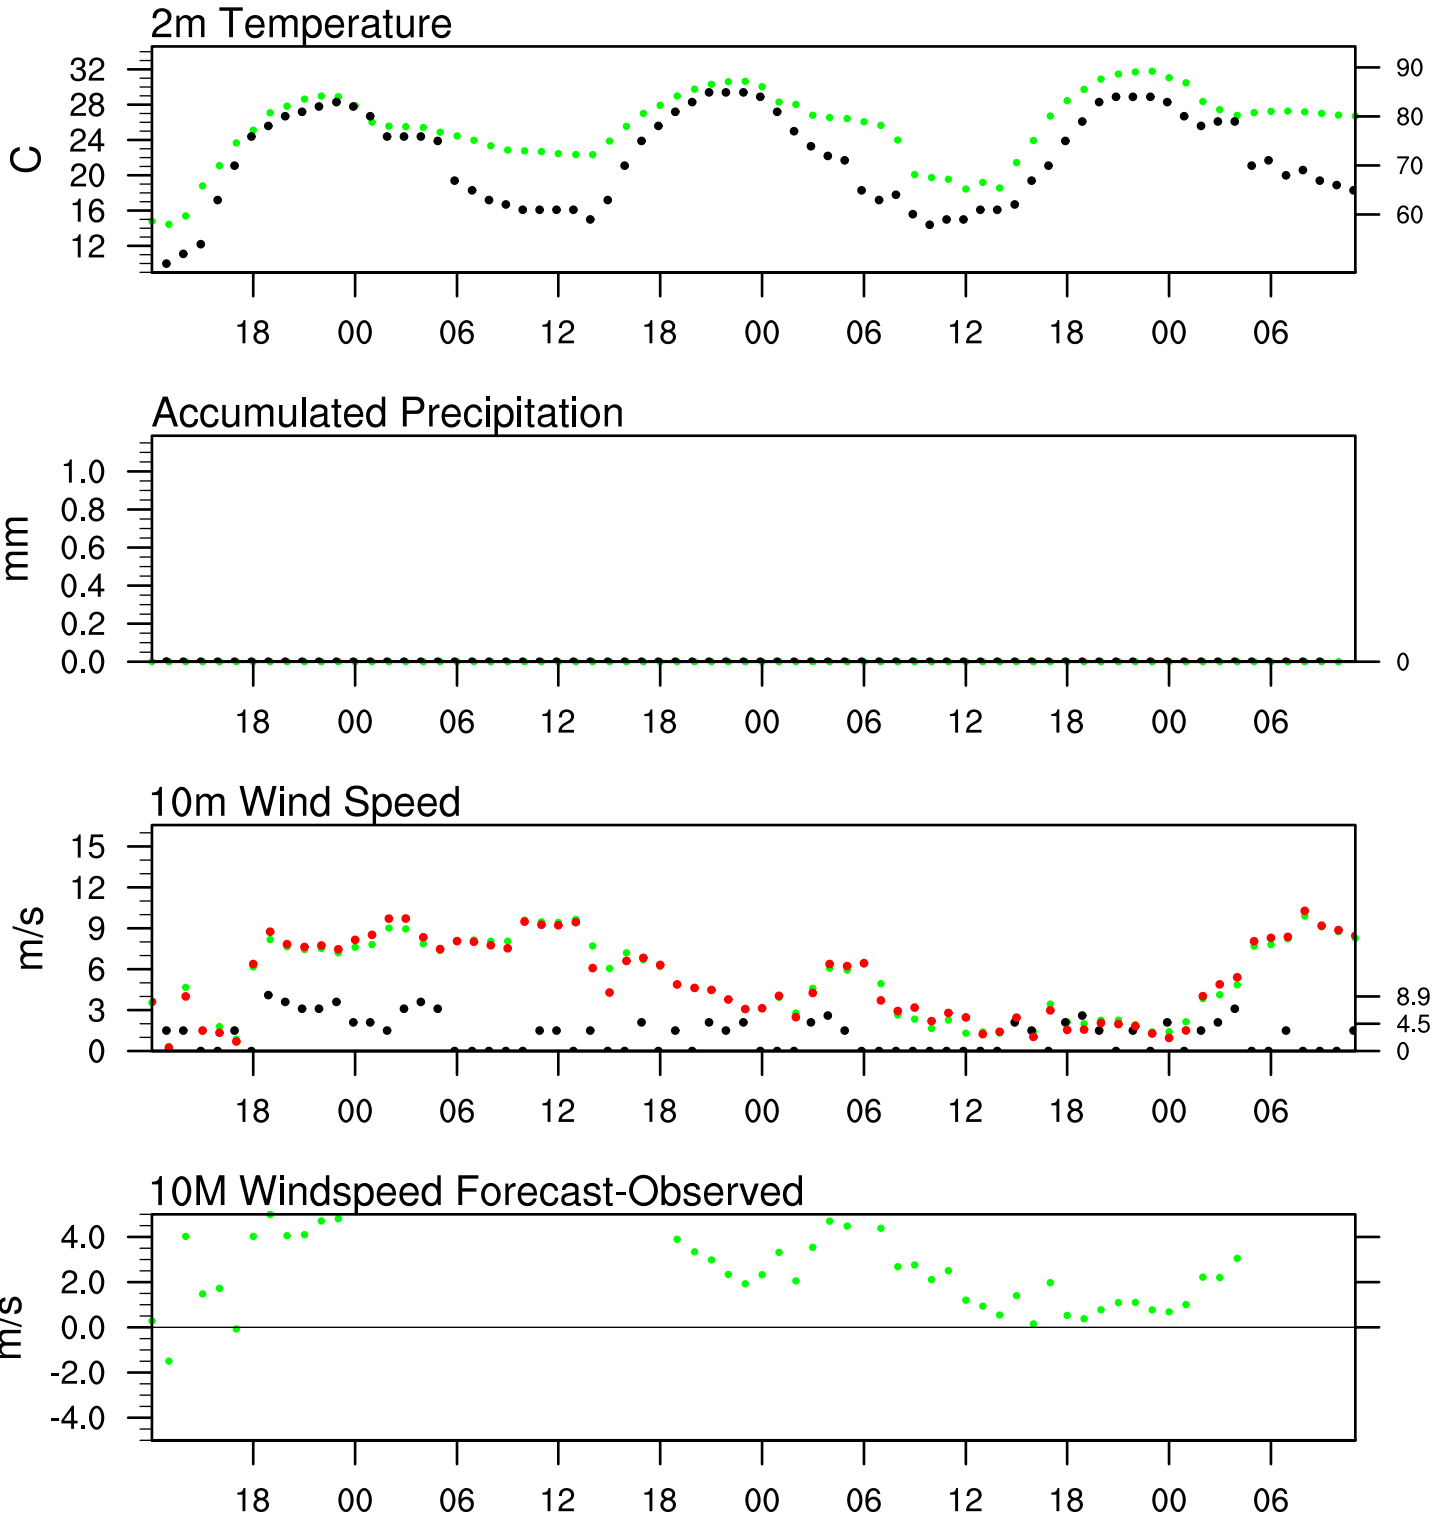 2m Temperature
32 90
28
24 80
C
20 70
16 60
12
18 00 06 12 18 00 06 12 18 00 06
Accumulated Precipitation
1.0
0.8
mm
0.6
0.4
0.2
0.0 0
18 00 06 12 18 00 06 12 18 00 06
10m Wind Speed
15
12
9
m/s
6
3 8.9
4.5
0 0
18 00 06 12 18 00 06 12 18 00 06
10M Windspeed Forecast-Observed
4.0
2.0
0.0
m/s
-2.0
-4.0
18 00 06 12 18 00 06 12 18 00 06